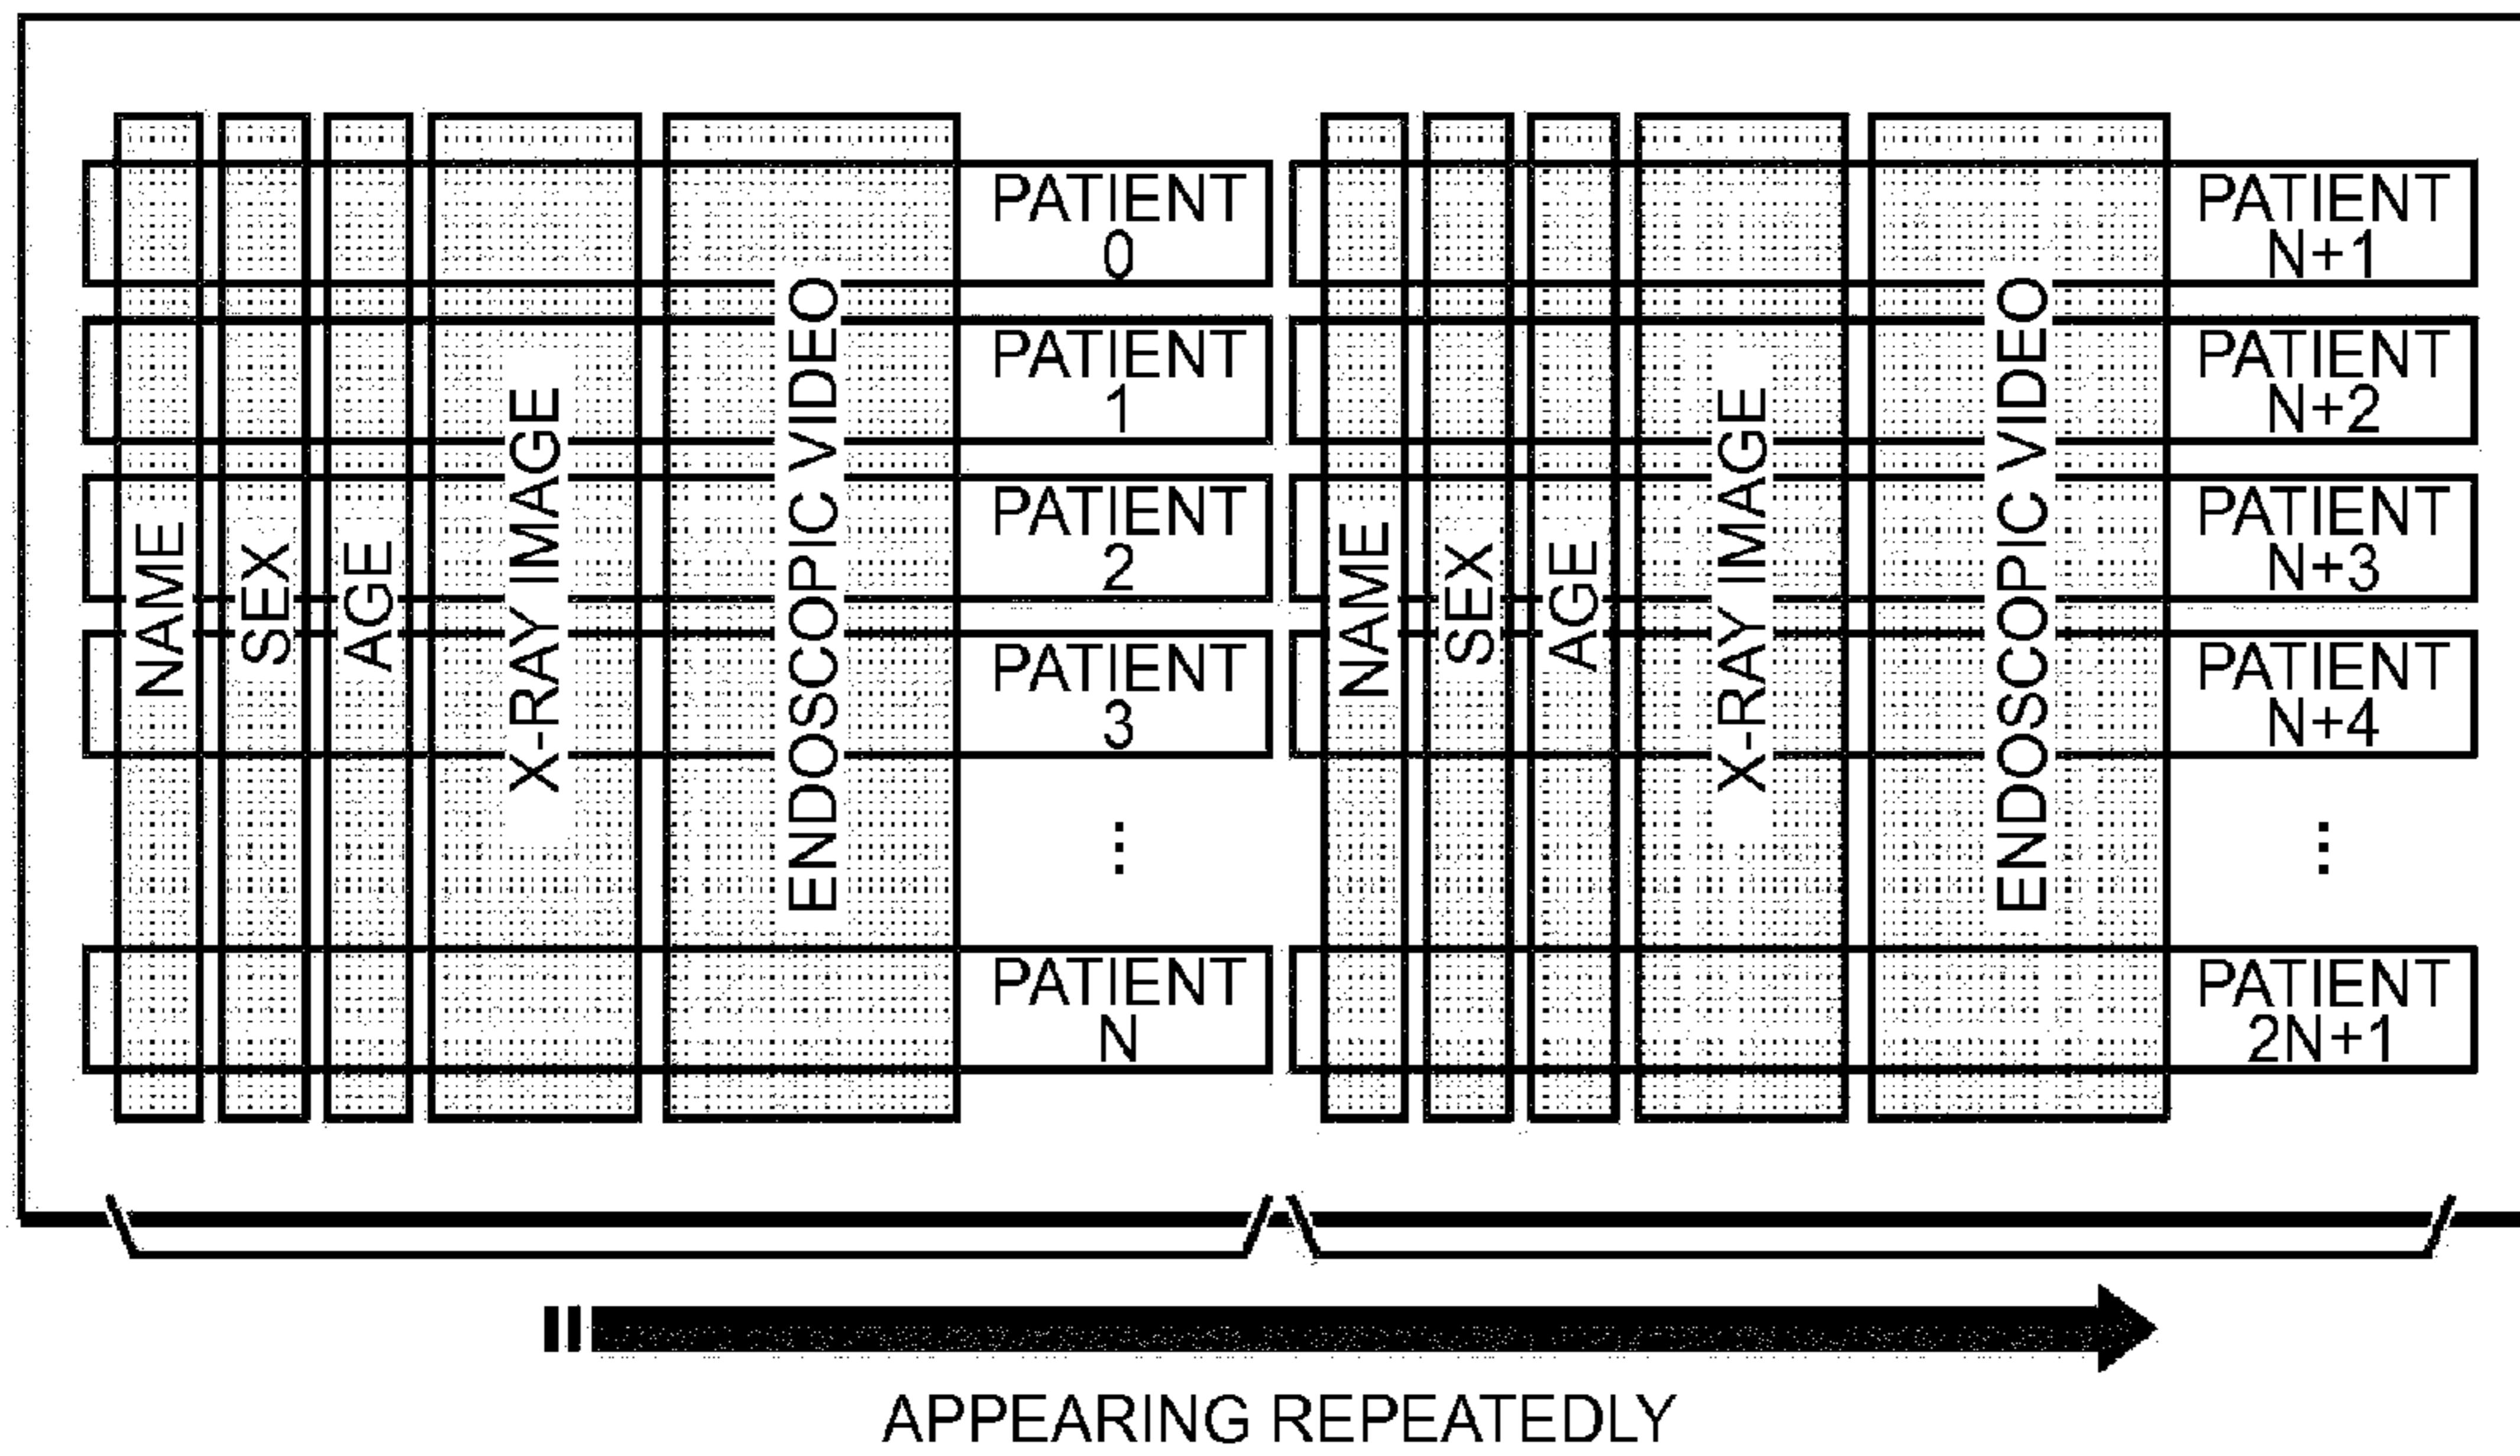 NAME
SEX
AGE
X-RAY IMAGE
ENDOSCOPIC VIDEO
PATIENT
0
PATIENT
1
PATIENT
2
PATIENT
3
⋮
PATIENT
N
NAME
SEX
AGE
X-RAY IMAGE
ENDOSCOPIC VIDEO
PATIENT
N+1
PATIENT
N+2
PATIENT
N+3
PATIENT
N+4
⋮
PATIENT
2N+1
APPEARING REPEATEDLY